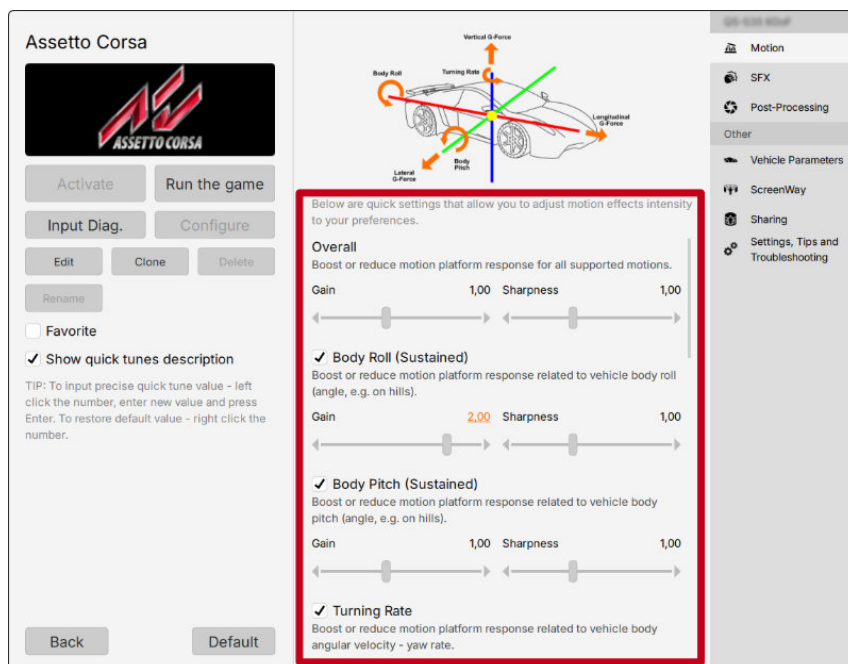 Assetto Corsa
ASSETTO CORSA
Activate
Run the game
Input Diag.
Configure
Edit
Clone
Delete
Rename
Favorite
Show quick tunes description
TIP: To input precise quick tune value - left
click the number, enter new value and press
Enter. To restore default value - right click the
number.
Back
Default
Vertical G-Force
Body Roll
Turning Rate
Longitudinal
G-Force
Lateral
G-Force
Body
Pitch
Below are quick settings that allow you to adjust motion effects intensity
to your preferences.
Overall
Boost or reduce motion platform response for all supported motions.
Gain 1,00 Sharpness 1,00
Body Roll (Sustained)
Boost or reduce motion platform response related to vehicle body roll
(angle, e.g. on hills).
Gain 2,00 Sharpness 1,00
Body Pitch (Sustained)
Boost or reduce motion platform response related to vehicle body
pitch (angle, e.g. on hills).
Gain 1,00 Sharpness 1,00
Turning Rate
Boost or reduce motion platform response related to vehicle body
angular velocity - yaw rate.
Motion
SFX
Post-Processing
Other
Vehicle Parameters
ScreenWay
Sharing
Settings, Tips and
Troubleshooting